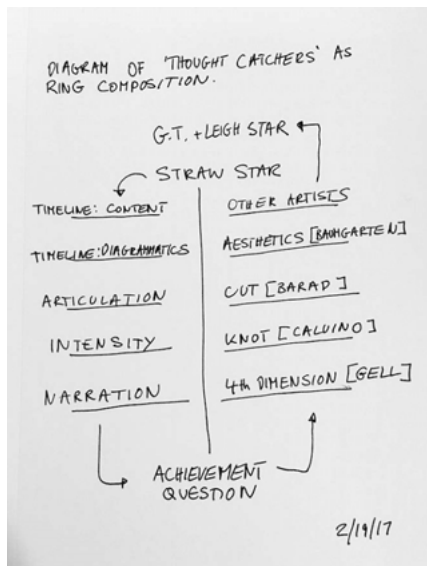 DIAGRAM OF 'THOUGHT CATCHERS' AS
RING COMPOSITION.
G.T. + LEIGH STAR
STRAW STAR
TIMELINE: CONTENT
TIMELINE: DIAGRAMMATICS
ARTICULATION
INTENSITY
NARRATION
OTHER ARTISTS
AESTHETICS [BAUMGARTEN]
CUT [BARAD]
KNOT [CALVINO]
4th DIMENSION [GELL]
ACHIEVEMENT
QUESTION
2/19/17